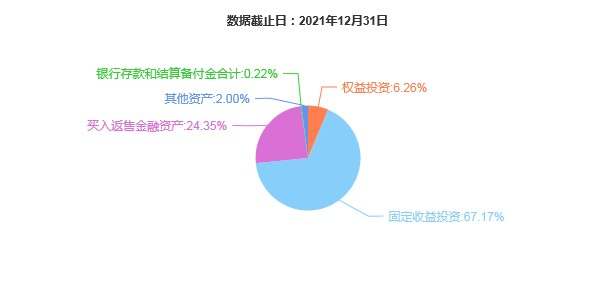 数据截止日：2021年12月31日
银行存款和结算备付金合计:0.22%
权益投资:6.26%
其他资产:2.00%
买入返售金融资产:24.35%
固定收益投资:67.17%